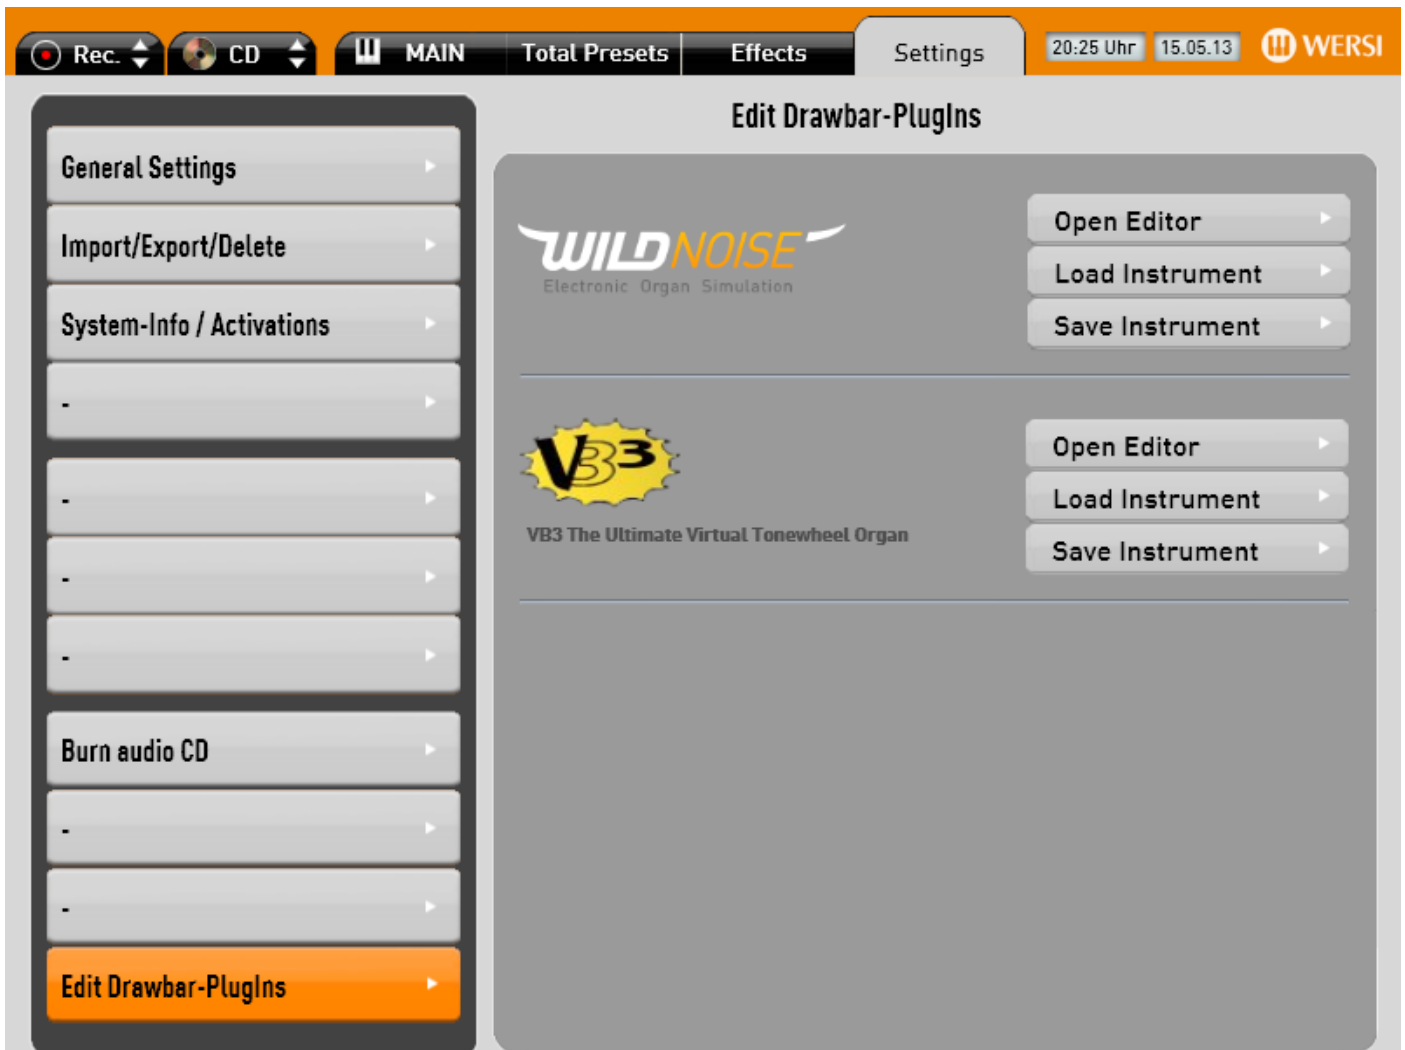 Rec. CD MAIN Total Presets Effects Settings 20:25 Uhr 15.05.13 WERSI
Edit Drawbar-PlugIns
General Settings
Import/Export/Delete
System-Info / Activations
-
-
-
-
Burn audio CD
-
-
Edit Drawbar-PlugIns
WILDNOISE
Electronic Organ Simulation
Open Editor
Load Instrument
Save Instrument
VB3
VB3 The Ultimate Virtual Tonewheel Organ
Open Editor
Load Instrument
Save Instrument